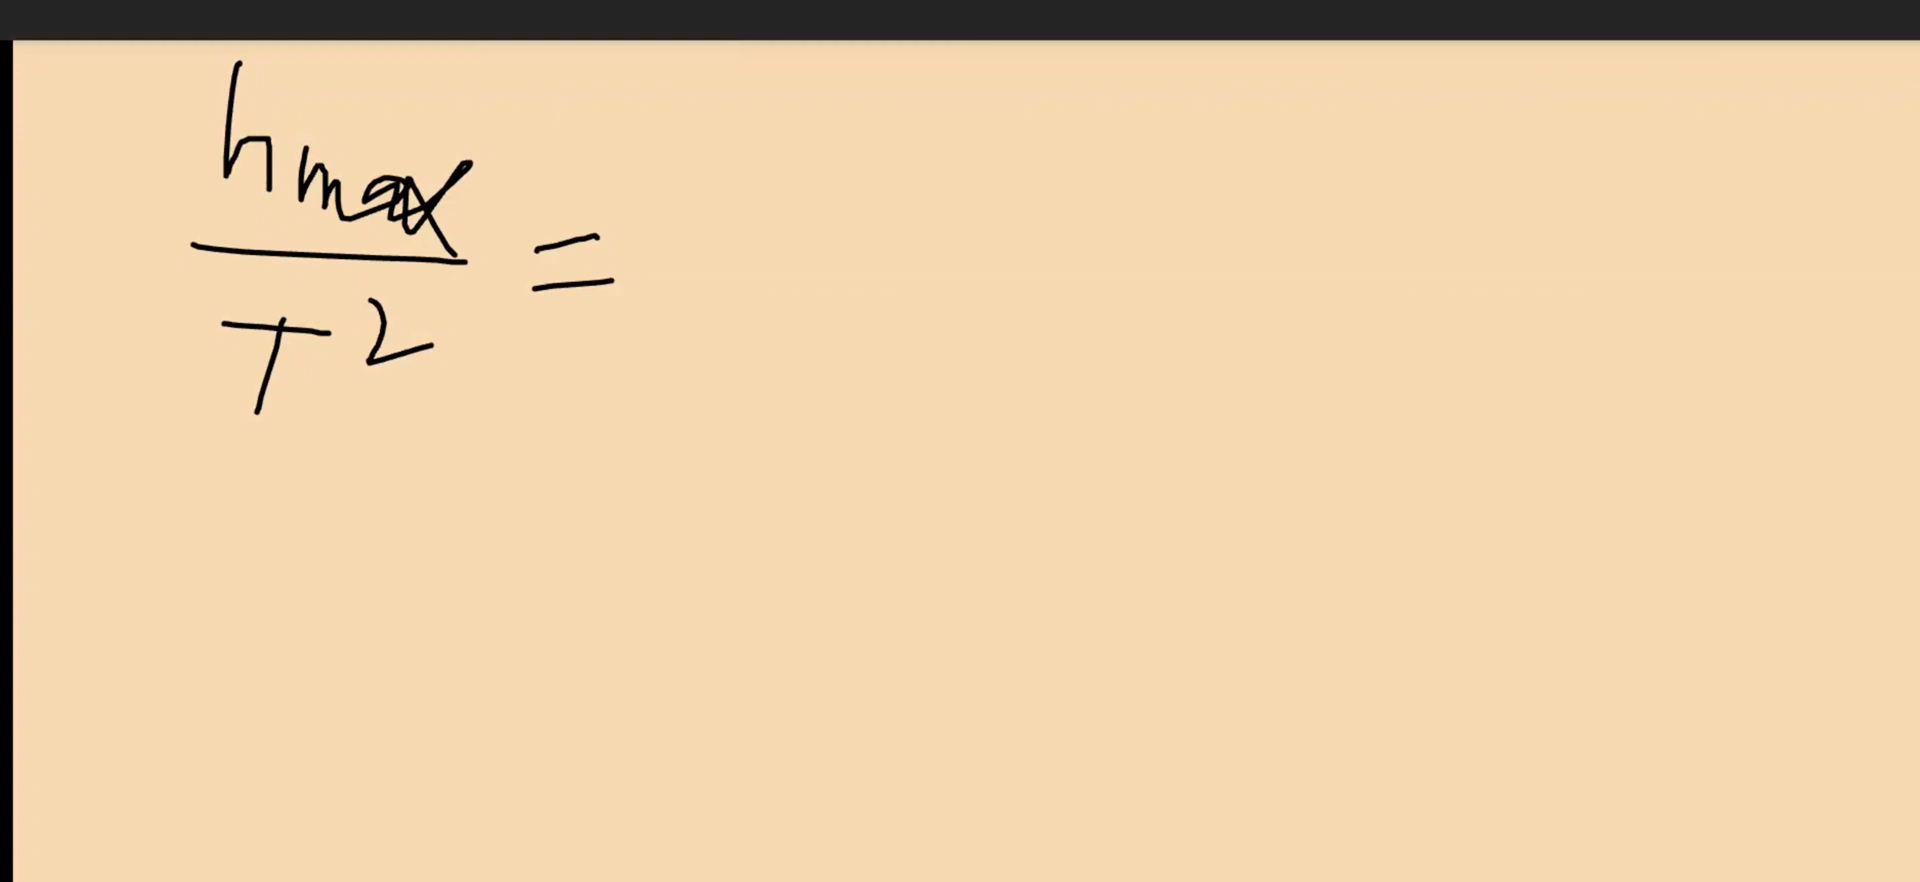 hmax
T² =